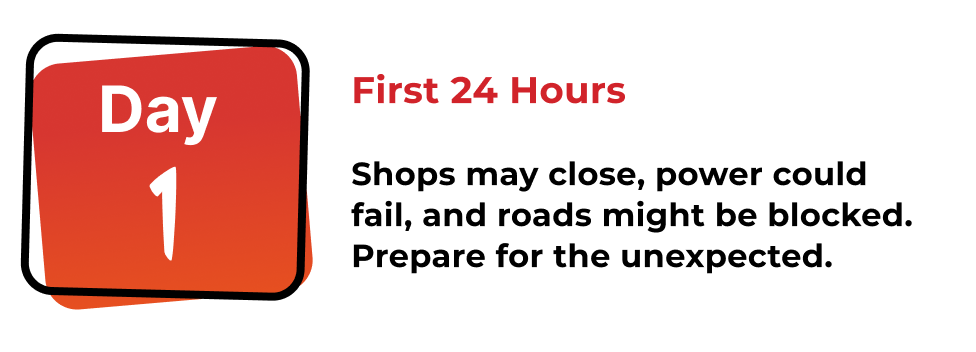 Day
1
First 24 Hours
Shops may close, power could
fail, and roads might be blocked.
Prepare for the unexpected.